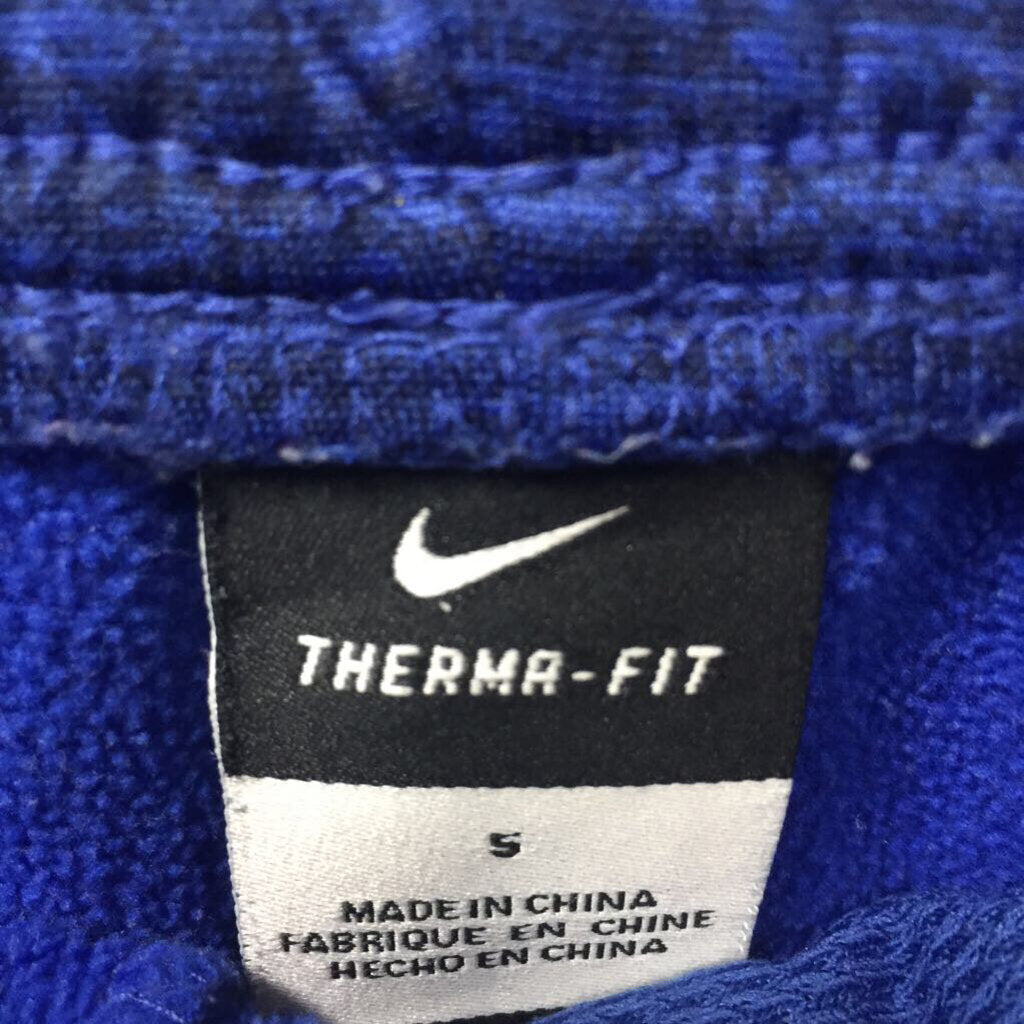 THERMA-FIT
S
MADE IN CHINA
FABRIQUE EN CHINE
HECHO EN CHINA